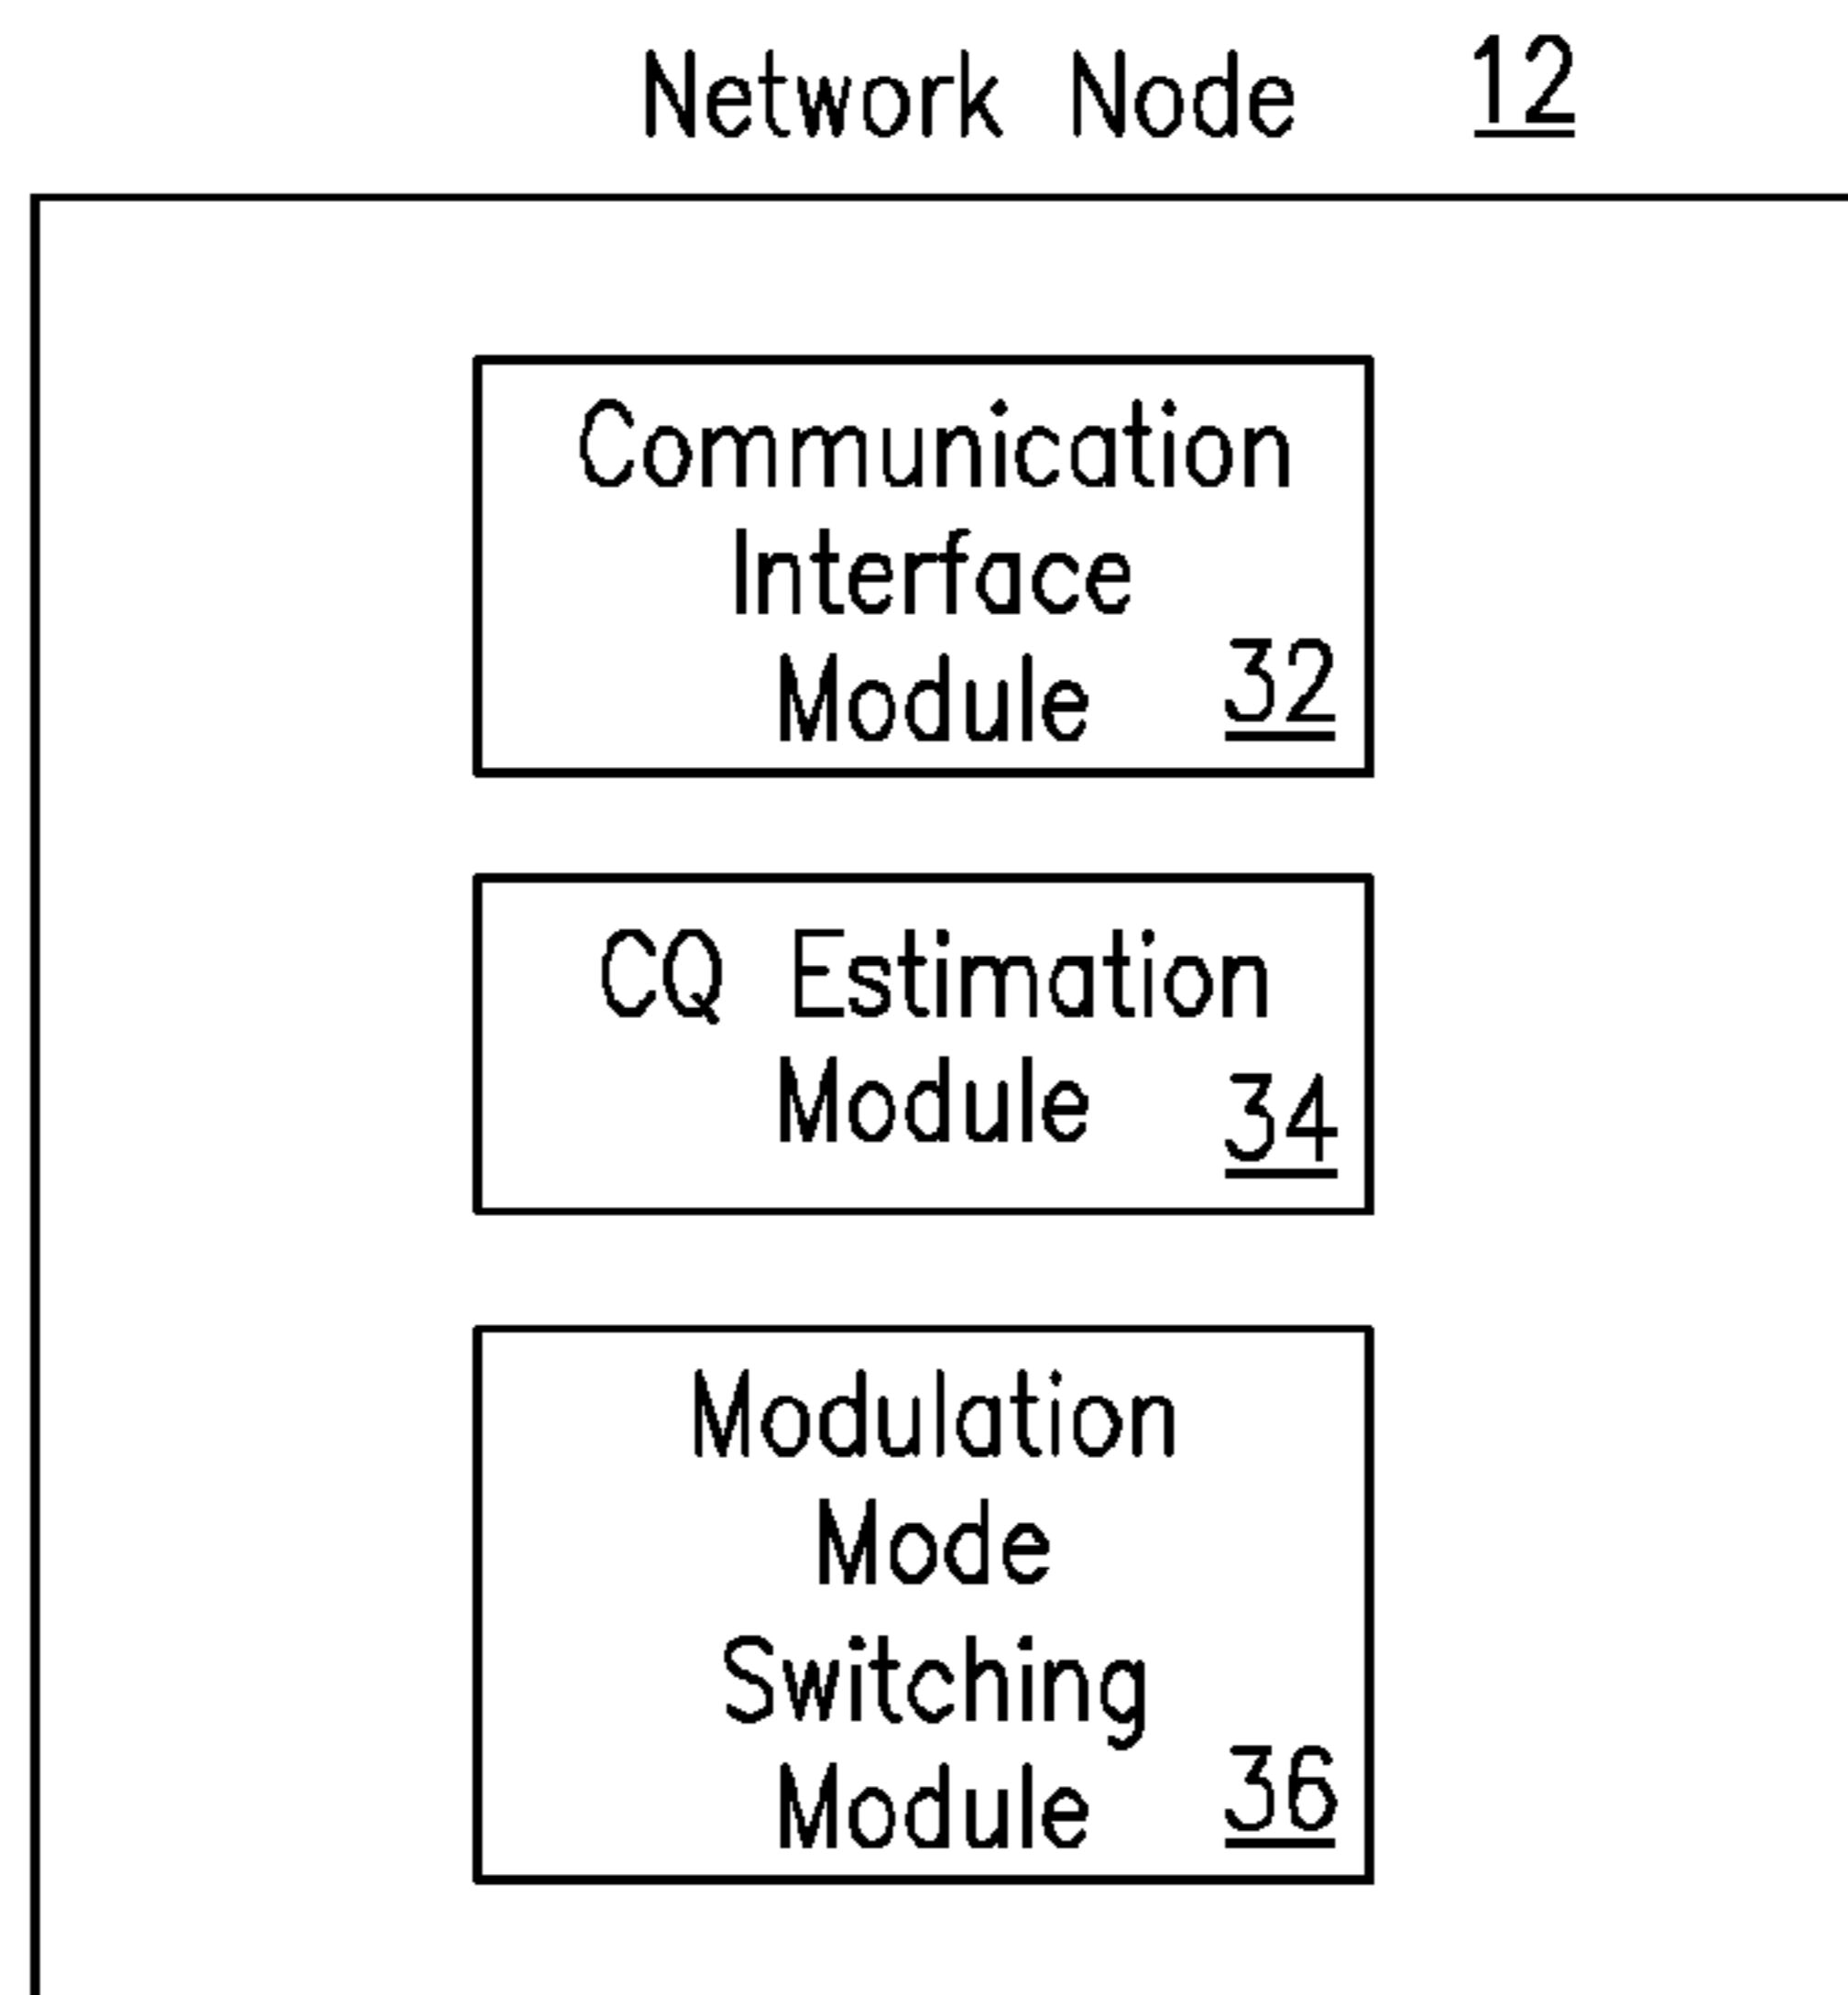 Network Node 12
Communication
Interface
Module 32
CQ Estimation
Module 34
Modulation
Mode
Switching
Module 36